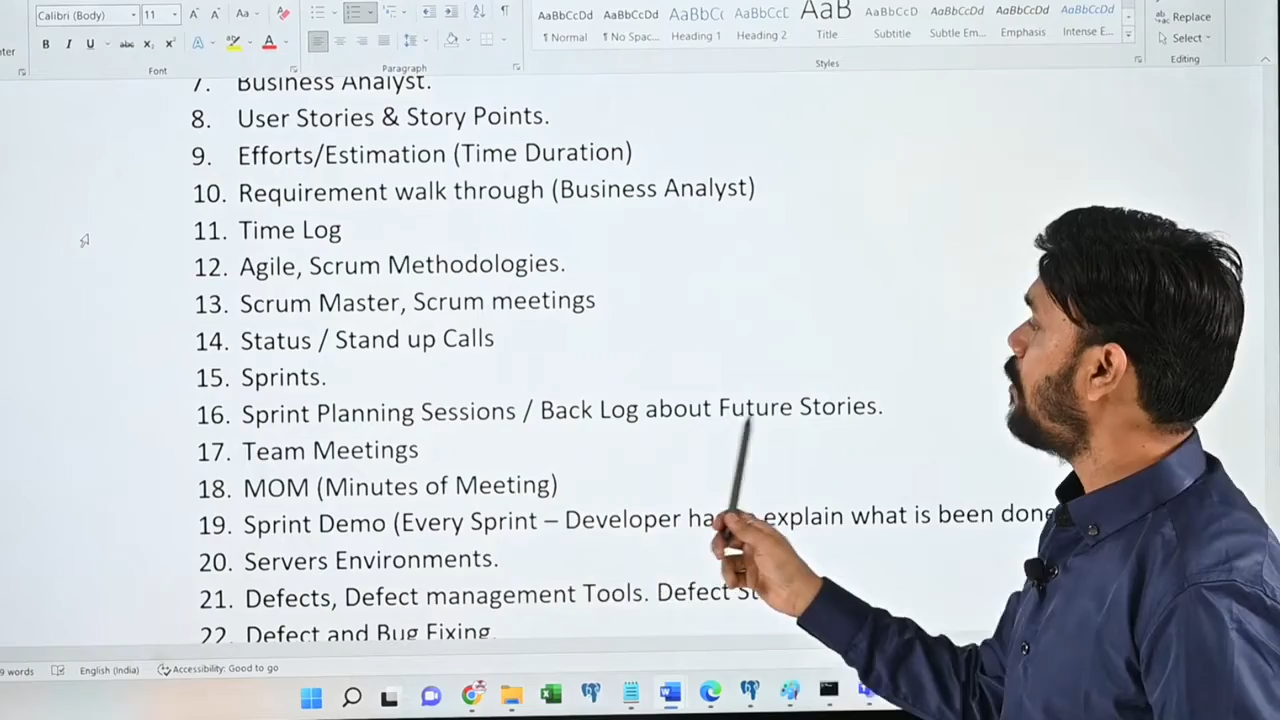 Calibri (Body) 11 A A Aa
AaBbCcDd AaBbCcDd AaBbC( AaBbCcD AaB AaBbCcD AaBbCcDd AaBbCcDd AaBbCcDd
Replace
B I U abc X X A A
¶ Normal ¶ No Spac... Heading 1 Heading 2 Title Subtitle Subtle Em... Emphasis Intense E...
Select
Font Paragraph Styles Editing
7. Business Analyst.
8. User Stories & Story Points.
9. Efforts/Estimation (Time Duration)
10. Requirement walk through (Business Analyst)
11. Time Log
12. Agile, Scrum Methodologies.
13. Scrum Master, Scrum meetings
14. Status / Stand up Calls
15. Sprints.
16. Sprint Planning Sessions / Back Log about Future Stories.
17. Team Meetings
18. MOM (Minutes of Meeting)
19. Sprint Demo (Every Sprint – Developer explain what is been done
20. Servers Environments.
21. Defects, Defect management Tools. Defect
22. Defect and Bug Fixing
words English (India) Accessibility: Good to go